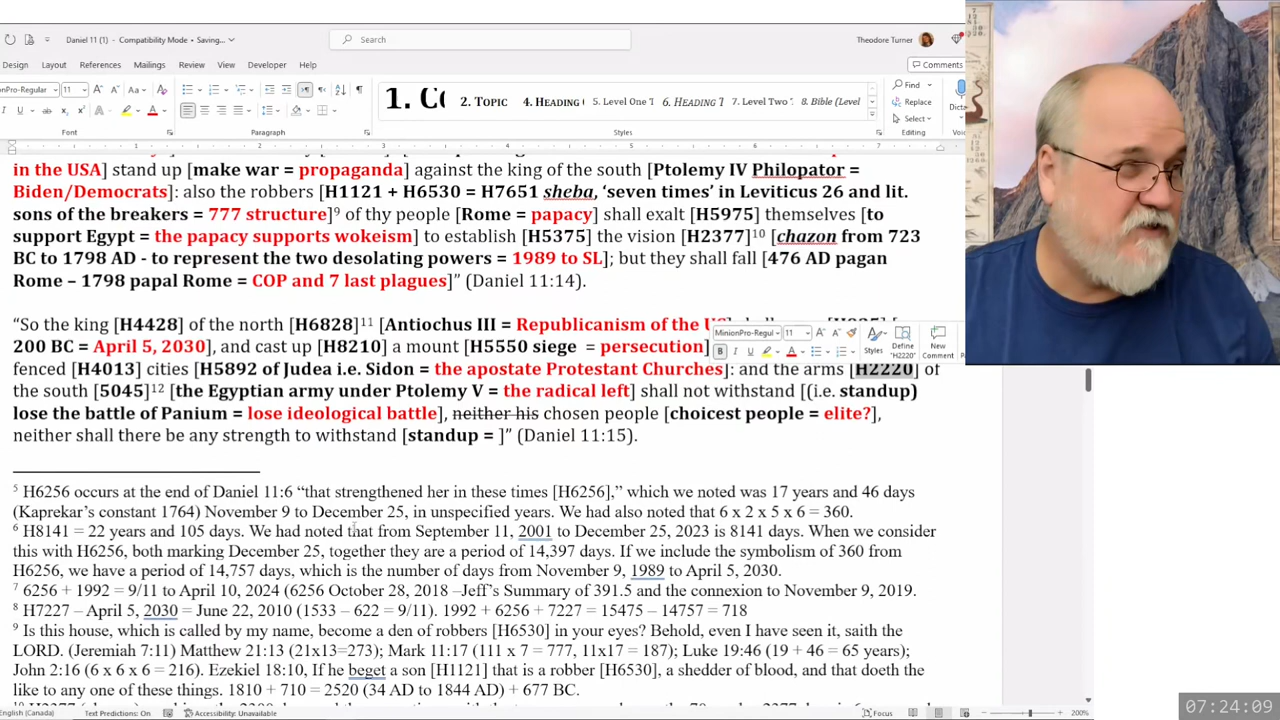 Daniel 11 (1) - Compatibility Mode • Saving...
Search
Theodore Turner
Design Layout References Mailings Review View Developer Help
Comments
on-Pro-Regular 11
1. Co 2. TOPIC 4. HEADING 5. Level One 6. HEADING 7. Level Two 8. Bible (Level
Find
Replace
Select
Dicta
Font Paragraph Styles Editing
in the USA] stand up [make war = propaganda] against the king of the south [Ptolemy IV Philopator =
Biden/Democrats]: also the robbers [H1121 + H6530 = H7651 sheba, ‘seven times’ in Leviticus 26 and lit.
sons of the breakers = 777 structure]9 of thy people [Rome = papacy] shall exalt [H5975] themselves [to
support Egypt = the papacy supports wokeism] to establish [H5375] the vision [H2377]10 [chazon from 723
BC to 1798 AD - to represent the two desolating powers = 1989 to SL]; but they shall fall [476 AD pagan
Rome – 1798 papal Rome = COP and 7 last plagues]” (Daniel 11:14).
“So the king [H4428] of the north [H6828]11 [Antiochus III = Republicanism of the
200 BC = April 5, 2030], and cast up [H8210] a mount [H5550 siege = persecution]
fenced [H4013] cities [H5892 of Judea i.e. Sidon = the apostate Protestant Churches]: and the arms [H2220] of
the south [5045]12 [the Egyptian army under Ptolemy V = the radical left] shall not withstand [(i.e. standup)
lose the battle of Panium = lose ideological battle], neither his chosen people [choicest people = elite?],
neither shall there be any strength to withstand [standup = ]” (Daniel 11:15).
MinionPro-Regul 11
Styles
Define "H2220"
New Comment
5 H6256 occurs at the end of Daniel 11:6 “that strengthened her in these times [H6256],” which we noted was 17 years and 46 days
(Kaprekar’s constant 1764) November 9 to December 25, in unspecified years. We had also noted that 6 x 2 x 5 x 6 = 360.
6 H8141 = 22 years and 105 days. We had noted that from September 11, 2001 to December 25, 2023 is 8141 days. When we consider
this with H6256, both marking December 25, together they are a period of 14,397 days. If we include the symbolism of 360 from
H6256, we have a period of 14,757 days, which is the number of days from November 9, 1989 to April 5, 2030.
7 6256 + 1992 = 9/11 to April 10, 2024 (6256 October 28, 2018 –Jeff’s Summary of 391.5 and the connexion to November 9, 2019.
8 H7227 – April 5, 2030 = June 22, 2010 (1533 – 622 = 9/11). 1992 + 6256 + 7227 = 15475 – 14757 = 718
9 Is this house, which is called by my name, become a den of robbers [H6530] in your eyes? Behold, even I have seen it, saith the
LORD. (Jeremiah 7:11) Matthew 21:13 (21x13=273); Mark 11:17 (111 x 7 = 777, 11x17 = 187); Luke 19:46 (19 + 46 = 65 years);
John 2:16 (6 x 6 x 6 = 216). Ezekiel 18:10, If he beget a son [H1121] that is a robber [H6530], a shedder of blood, and that doeth the
like to any one of these things. 1810 + 710 = 2520 (34 AD to 1844 AD) + 677 BC.
English (Canada) Text Predictions: On Accessibility: Unavailable Focus 200%
07:24:09